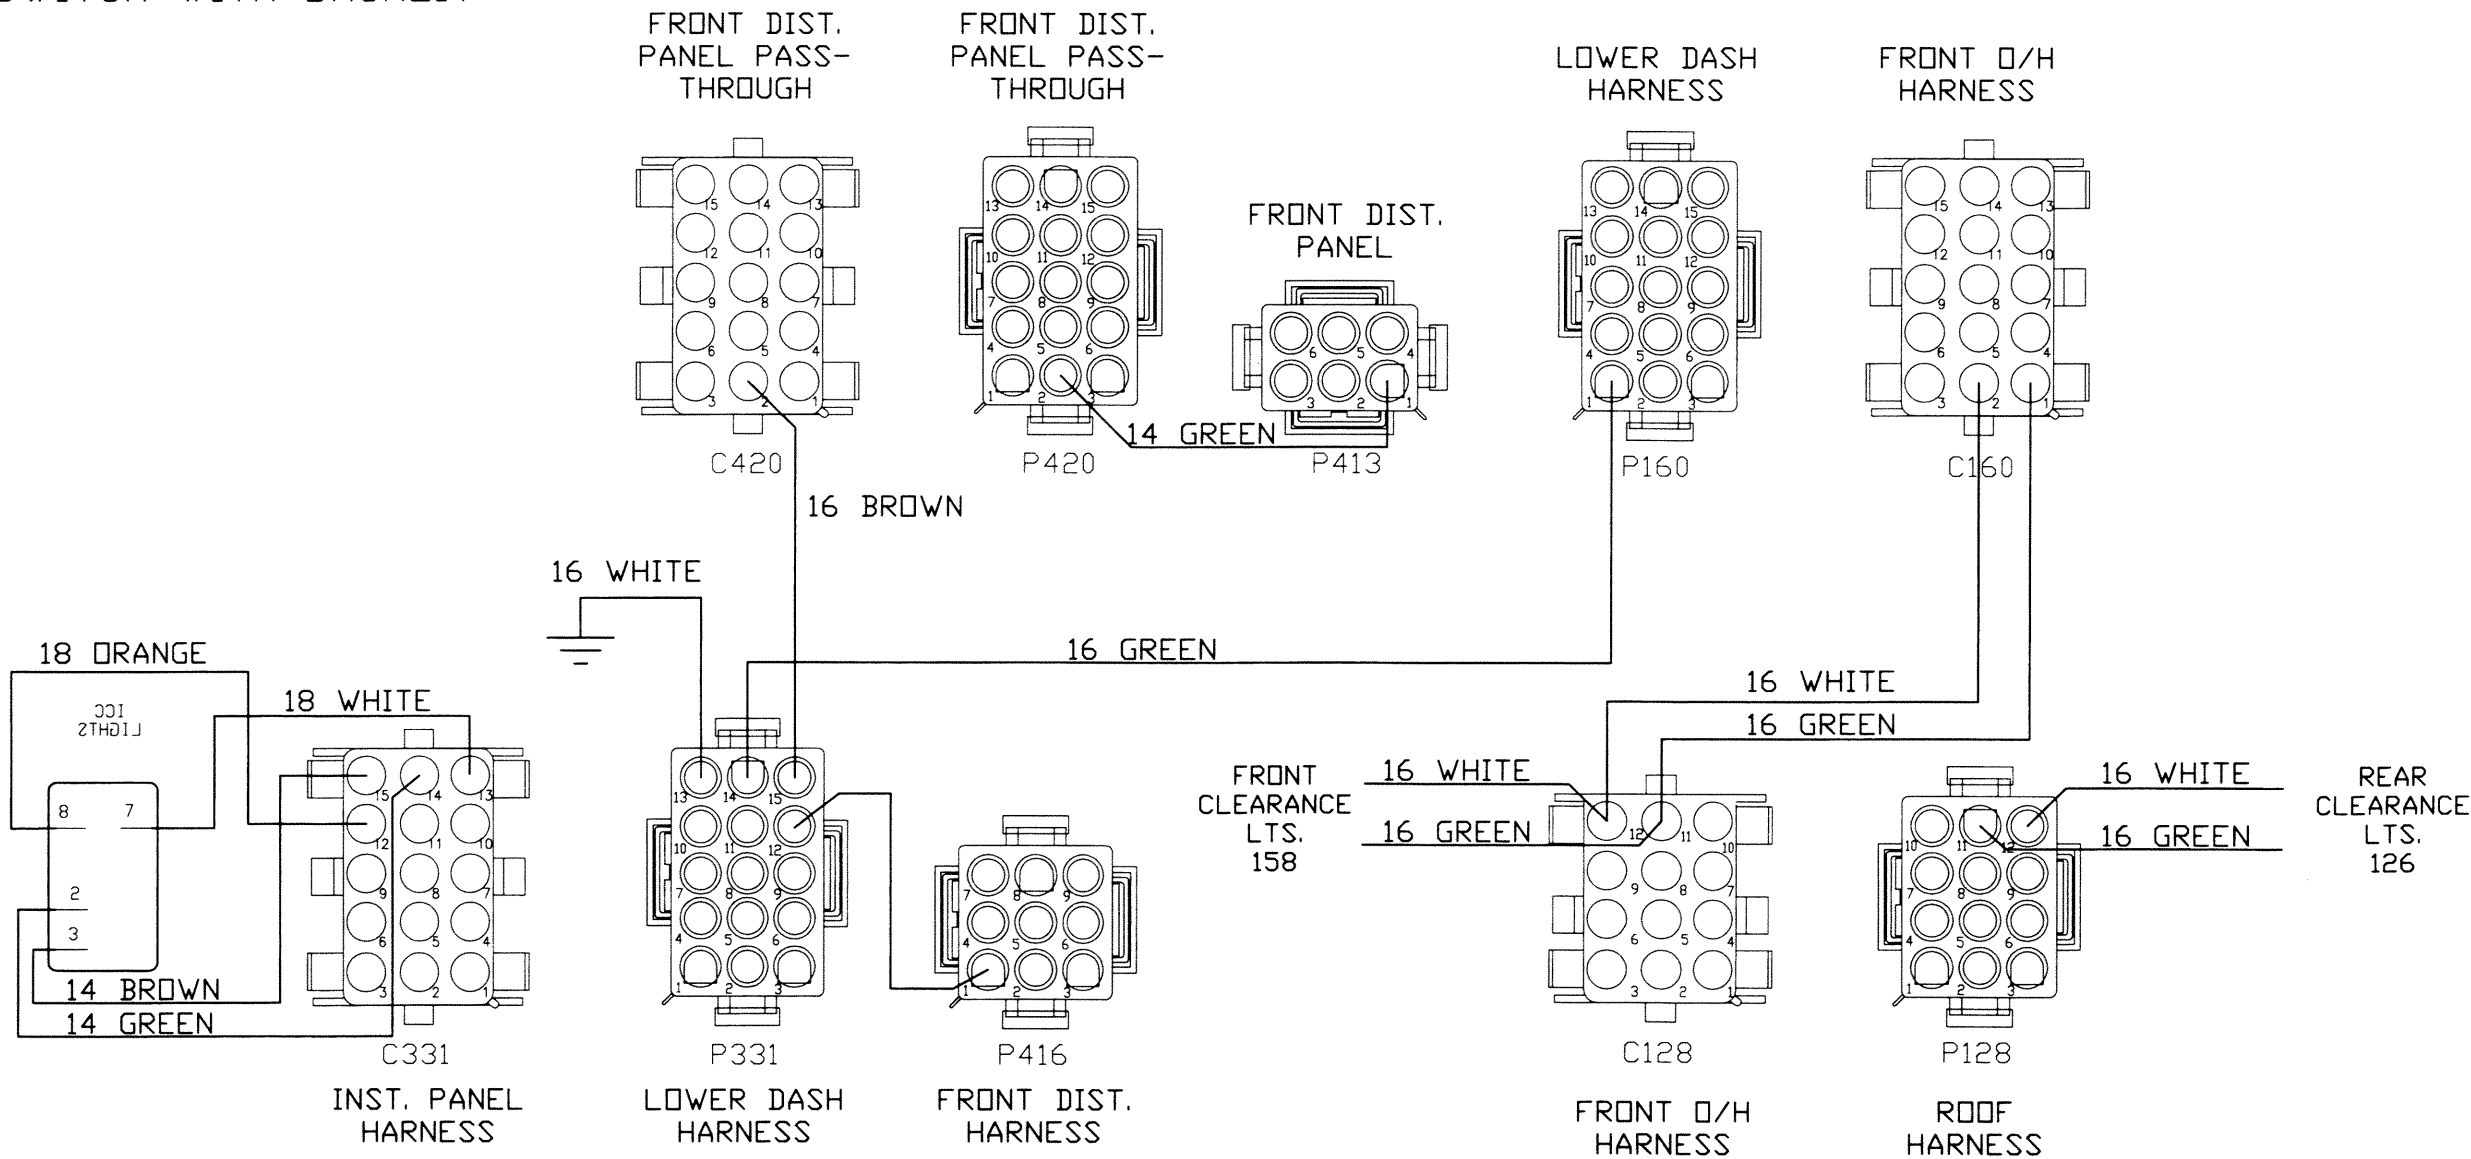 FRONT DIST.
PANEL PASS-
THROUGH
FRONT DIST.
PANEL PASS-
THROUGH
LOWER DASH
HARNESS
FRONT O/H
HARNESS
FRONT DIST.
PANEL
15 14 13
12 11 10
9 8 7
6 5 4
3 2 1
C420
13 14 15
10 11 12
7 8 9
4 5 6
1 2 3
P420
6 5 4
3 2 1
P413
14 GREEN
13 14 15
10 11 12
7 8 9
4 5 6
1 2 3
P160
15 14 13
12 11 10
9 8 7
6 5 4
3 2 1
C160
16 BROWN
16 WHITE
16 GREEN
18 ORANGE
18 WHITE
ICC
LIGHTS
8 7
2
3
14 BROWN
14 GREEN
15 14 13
12 11 10
9 8 7
6 5 4
3 2 1
C331
INST. PANEL
HARNESS
13 14 15
10 11 12
7 8 9
4 5 6
1 2 3
P331
LOWER DASH
HARNESS
7 8 9
4 5 6
1 2 3
P416
FRONT DIST.
HARNESS
16 WHITE
16 GREEN
FRONT
CLEARANCE
LTS.
158
16 WHITE
16 GREEN
12 11 10
9 8 7
6 5 4
3 2 1
C128
FRONT O/H
HARNESS
10 11 12
7 8 9
4 5 6
1 2 3
P128
ROOF
HARNESS
16 WHITE
16 GREEN
REAR
CLEARANCE
LTS.
126